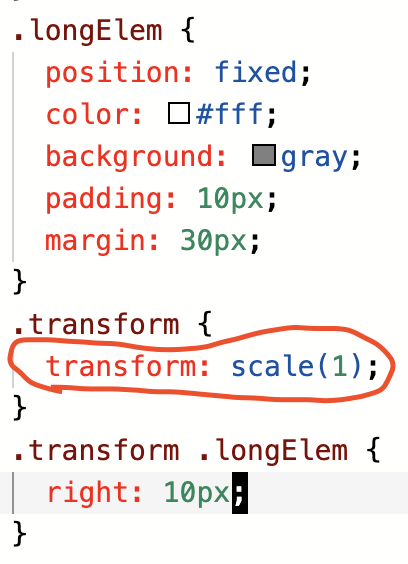 .longElem {
position: fixed;
color: #fff;
background: gray;
padding: 10px;
margin: 30px;
}
.transform {
transform: scale(1);
}
.transform .longElem {
right: 10px;
}